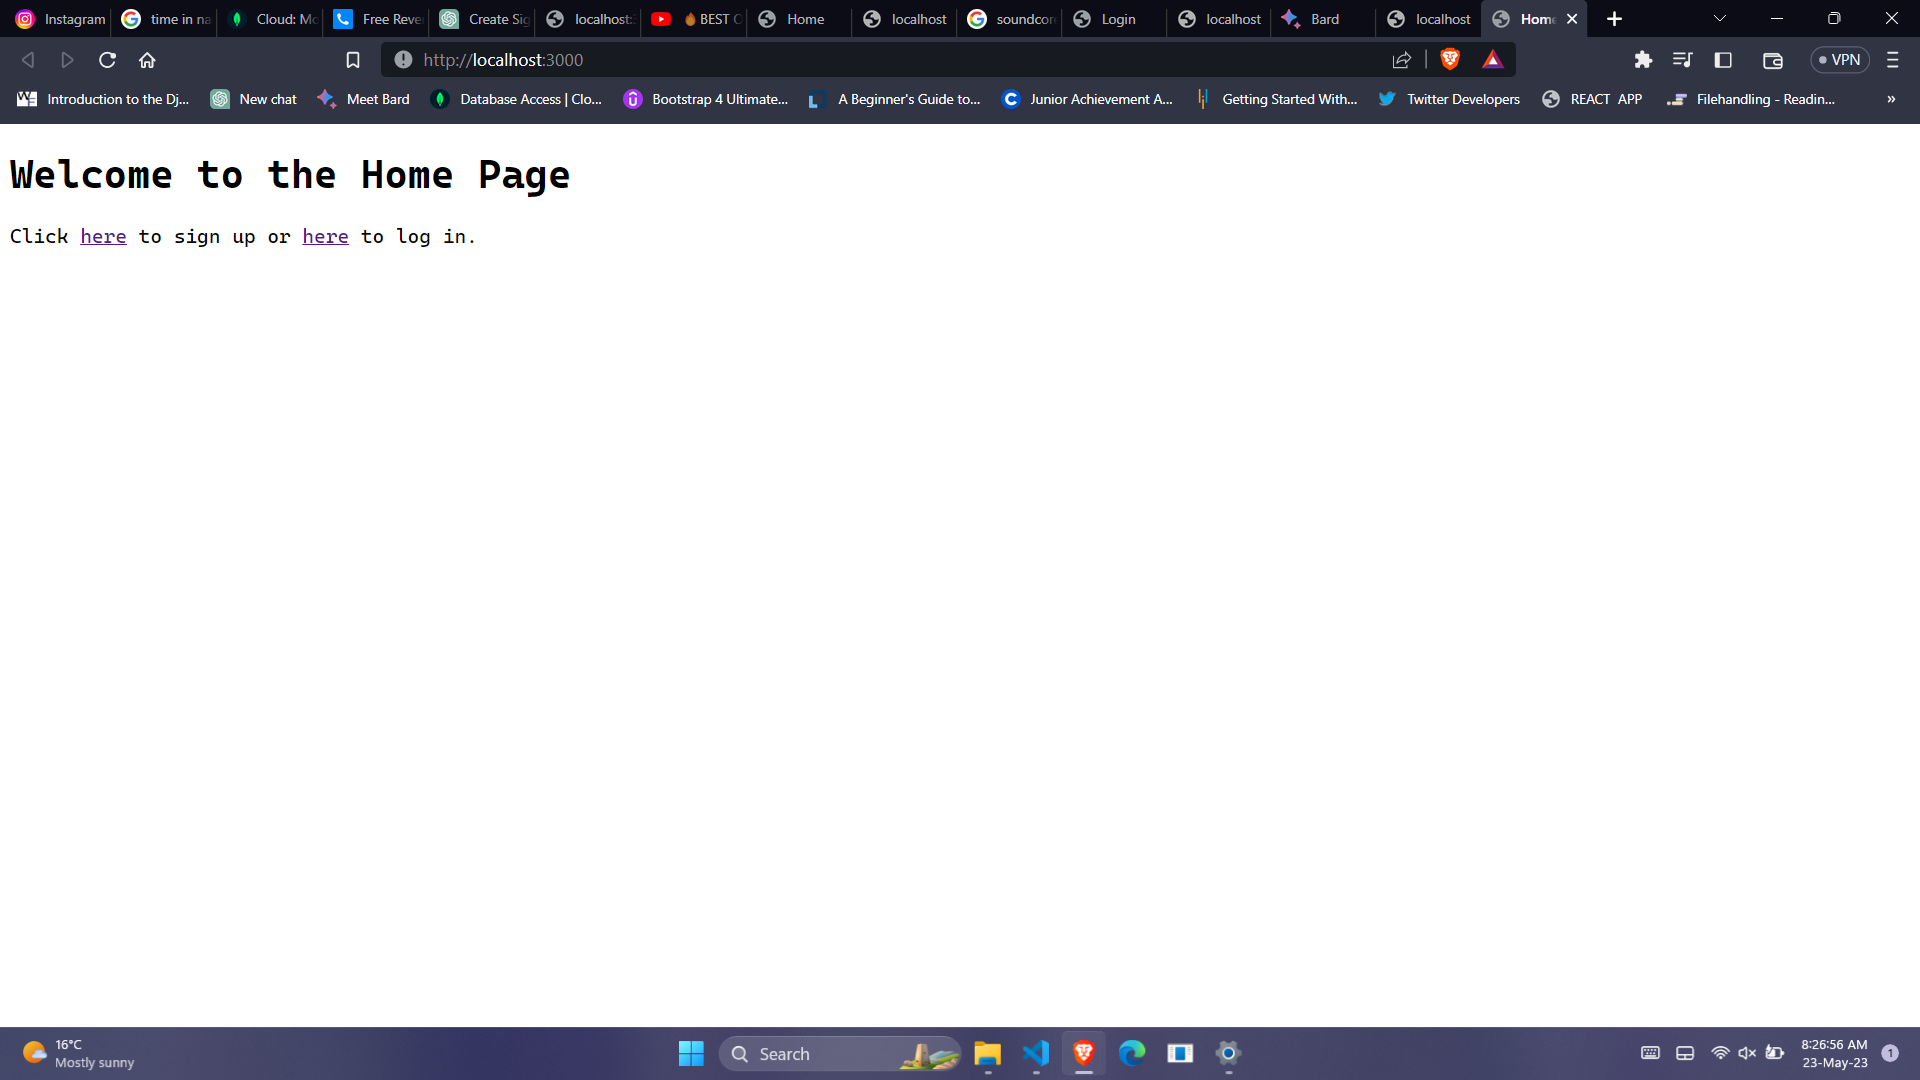 Instagram
time in na
Cloud: Mo
Free Reve
Create Sig
localhost:3
BEST C
Home
localhost
soundcore
Login
localhost
Bard
localhost
Home
http://localhost:3000
VPN
Introduction to the Dj...
New chat
Meet Bard
Database Access | Clo...
Bootstrap 4 Ultimate...
A Beginner's Guide to...
Junior Achievement A...
Getting Started With...
Twitter Developers
REACT APP
Filehandling - Readin...
»
Welcome to the Home Page
Click here to sign up or here to log in.
16°C
Mostly sunny
Search
8:26:56 AM
23-May-23
1